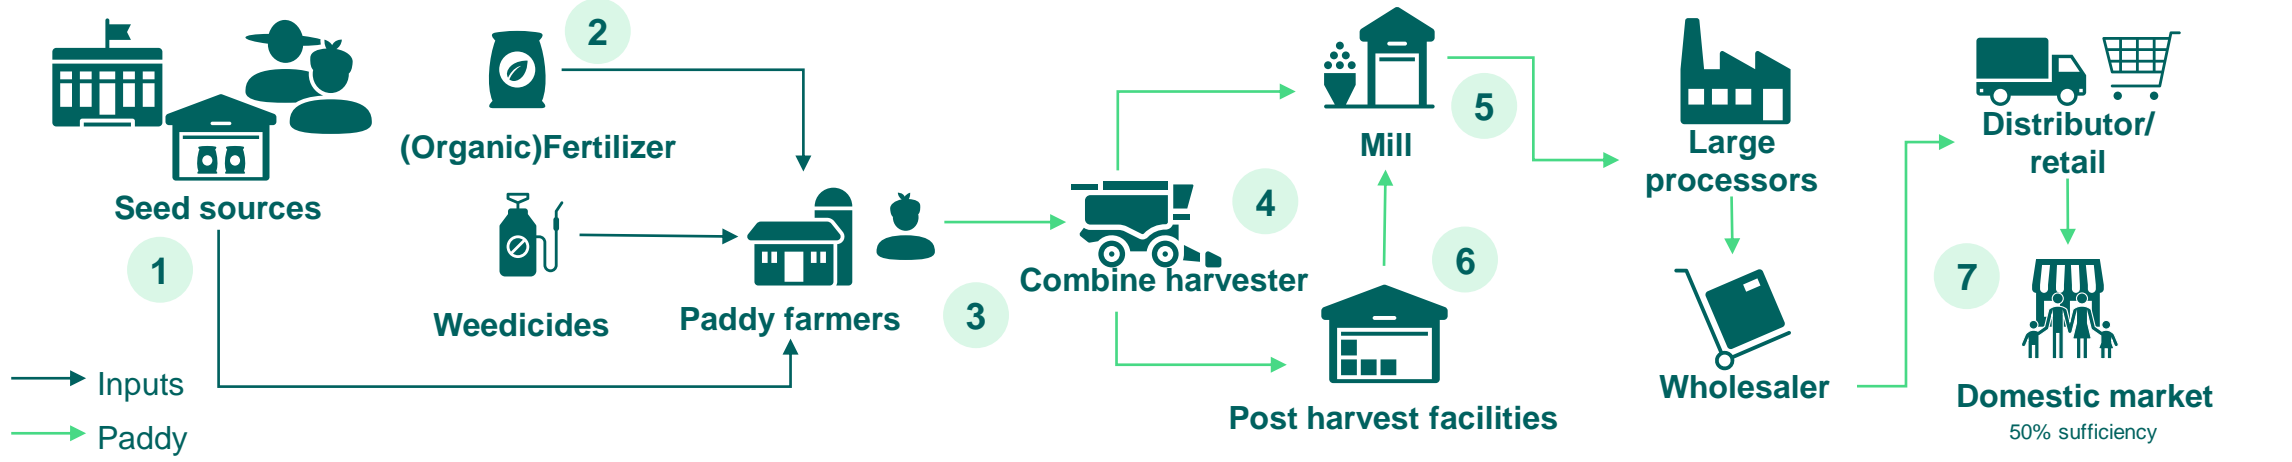 Seed sources
1
2
(Organic)Fertilizer
Weedicides
Paddy farmers
3
Combine harvester
4
Mill
5
6
Post harvest facilities
Large
processors
Wholesaler
Distributor/
retail
7
Domestic market
50% sufficiency
Inputs
Paddy